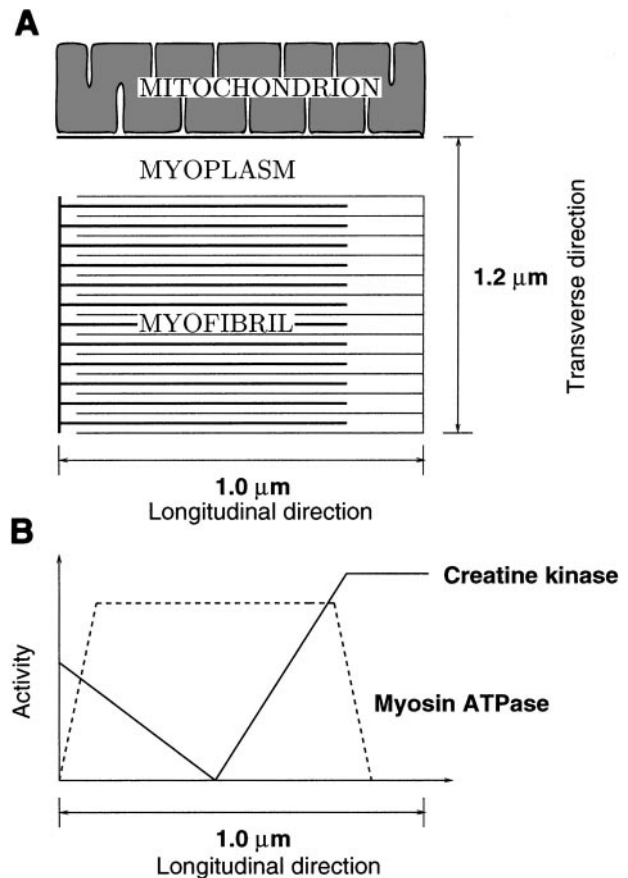 A
MITOCHONDRION
MYOPLASM
MYOFIBRIL
1.2 μm
Transverse direction
1.0 μm
Longitudinal direction
B
Activity
Creatine kinase
Myosin ATPase
1.0 μm
Longitudinal direction